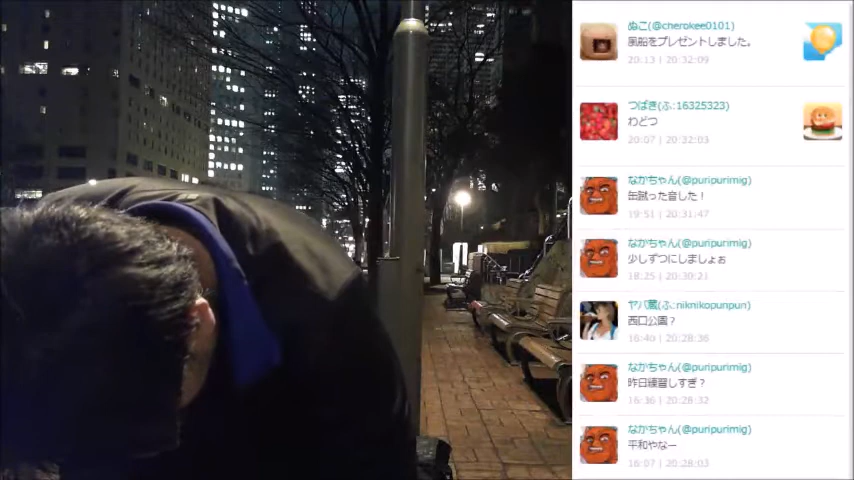 ぬこ(@cherokee0101)
風船をプレゼントしました。
20:13 | 20:32:09
つばき(ふ:16325323)
わどつ
20:07 | 20:32:03
なかちゃん(@puripurimig)
缶蹴った音した！
19:51 | 20:31:47
なかちゃん(@puripurimig)
少しずつにしましょぉ
18:25 | 20:30:21
ヤバ蔵(ふ:niknikopunpun)
西口公園？
16:40 | 20:28:36
なかちゃん(@puripurimig)
昨日練習しすぎ？
16:36 | 20:28:32
なかちゃん(@puripurimig)
平和やなー
16:07 | 20:28:03